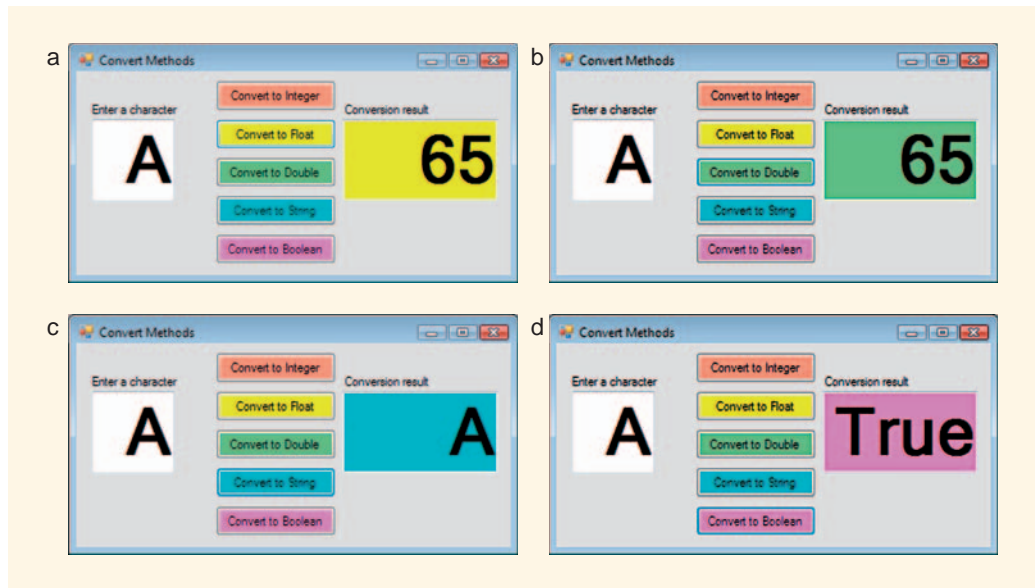 a
Convert Methods
Enter a character
A
Convert to Integer
Convert to Float
Convert to Double
Convert to String
Convert to Boolean
Conversion result
65
b
Convert Methods
Enter a character
A
Convert to Integer
Convert to Float
Convert to Double
Convert to String
Convert to Boolean
Conversion result
65
c
Convert Methods
Enter a character
A
Convert to Integer
Convert to Float
Convert to Double
Convert to String
Convert to Boolean
Conversion result
A
d
Convert Methods
Enter a character
A
Convert to Integer
Convert to Float
Convert to Double
Convert to String
Convert to Boolean
Conversion result
True